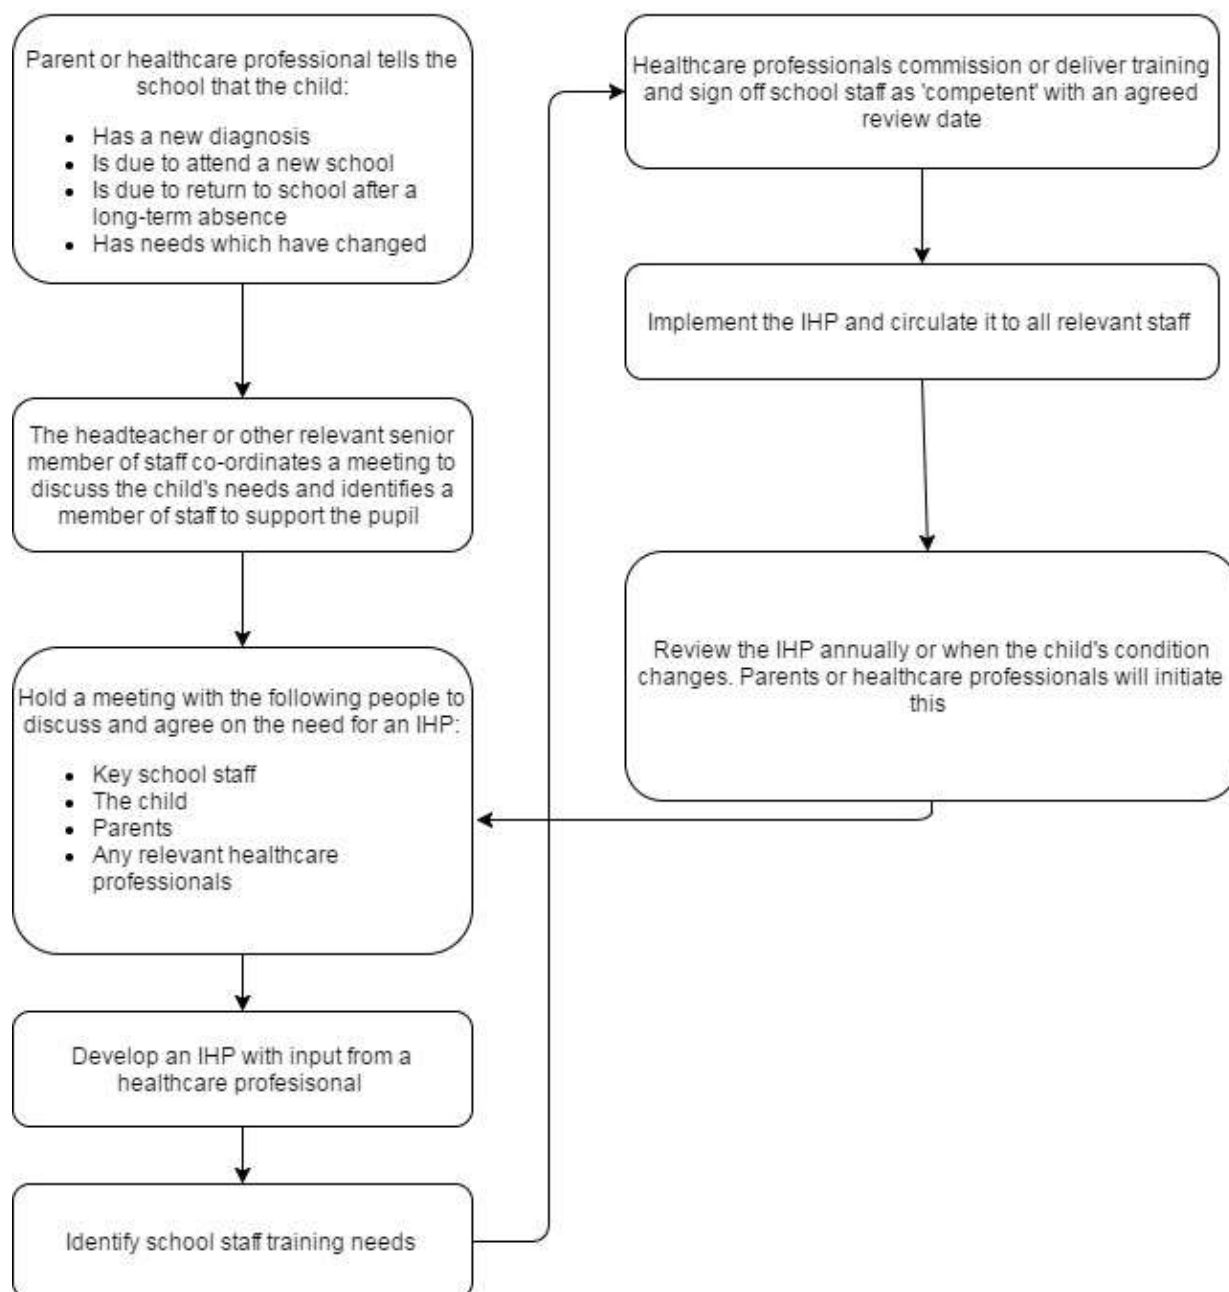 Parent or healthcare professional tells the
school that the child:
• Has a new diagnosis
• Is due to attend a new school
• Is due to return to school after a
long-term absence
• Has needs which have changed
The headteacher or other relevant senior
member of staff co-ordinates a meeting to
discuss the child's needs and identifies a
member of staff to support the pupil
Hold a meeting with the following people to
discuss and agree on the need for an IHP:
• Key school staff
• The child
• Parents
• Any relevant healthcare
professionals
Develop an IHP with input from a
healthcare profesisonal
Identify school staff training needs
Healthcare professionals commission or deliver training
and sign off school staff as 'competent' with an agreed
review date
Implement the IHP and circulate it to all relevant staff
Review the IHP annually or when the child's condition
changes. Parents or healthcare professionals will initiate
this